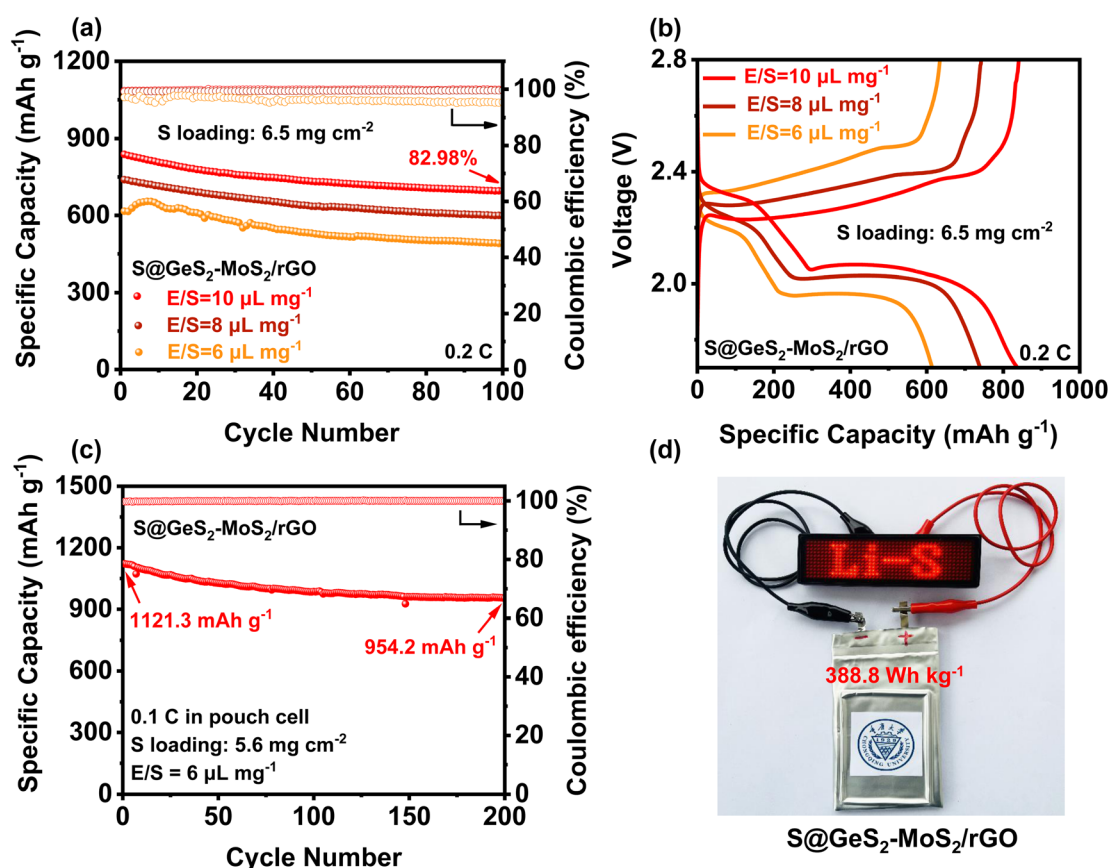 (a)
1200
900
600
300
0
Specific Capacity (mAh g⁻¹)
100
80
60
40
20
0
Coulombic efficiency (%)
S loading: 6.5 mg cm⁻²
82.98%
S@GeS₂-MoS₂/rGO
E/S=10 µL mg⁻¹
E/S=8 µL mg⁻¹
E/S=6 µL mg⁻¹
0.2 C
0 20 40 60 80 100
Cycle Number
(b)
2.8
2.4
2.0
Voltage (V)
E/S=10 µL mg⁻¹
E/S=8 µL mg⁻¹
E/S=6 µL mg⁻¹
S loading: 6.5 mg cm⁻²
S@GeS₂-MoS₂/rGO
0.2 C
0 200 400 600 800 1000
Specific Capacity (mAh g⁻¹)
(c)
1500
1200
900
600
300
0
Specific Capacity (mAh g⁻¹)
100
80
60
40
20
0
Coulombic efficiency (%)
S@GeS₂-MoS₂/rGO
1121.3 mAh g⁻¹
954.2 mAh g⁻¹
0.1 C in pouch cell
S loading: 5.6 mg cm⁻²
E/S = 6 µL mg⁻¹
0 50 100 150 200
Cycle Number
(d)
Li-S
- +
388.8 Wh kg⁻¹
CHONGQING UNIVERSITY
S@GeS₂-MoS₂/rGO